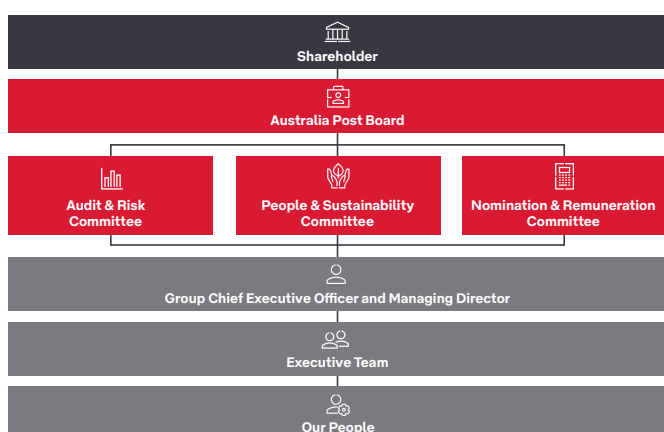 Shareholder
Australia Post Board
Audit & Risk
Committee
People & Sustainability
Committee
Nomination & Remuneration
Committee
Group Chief Executive Officer and Managing Director
Executive Team
Our People